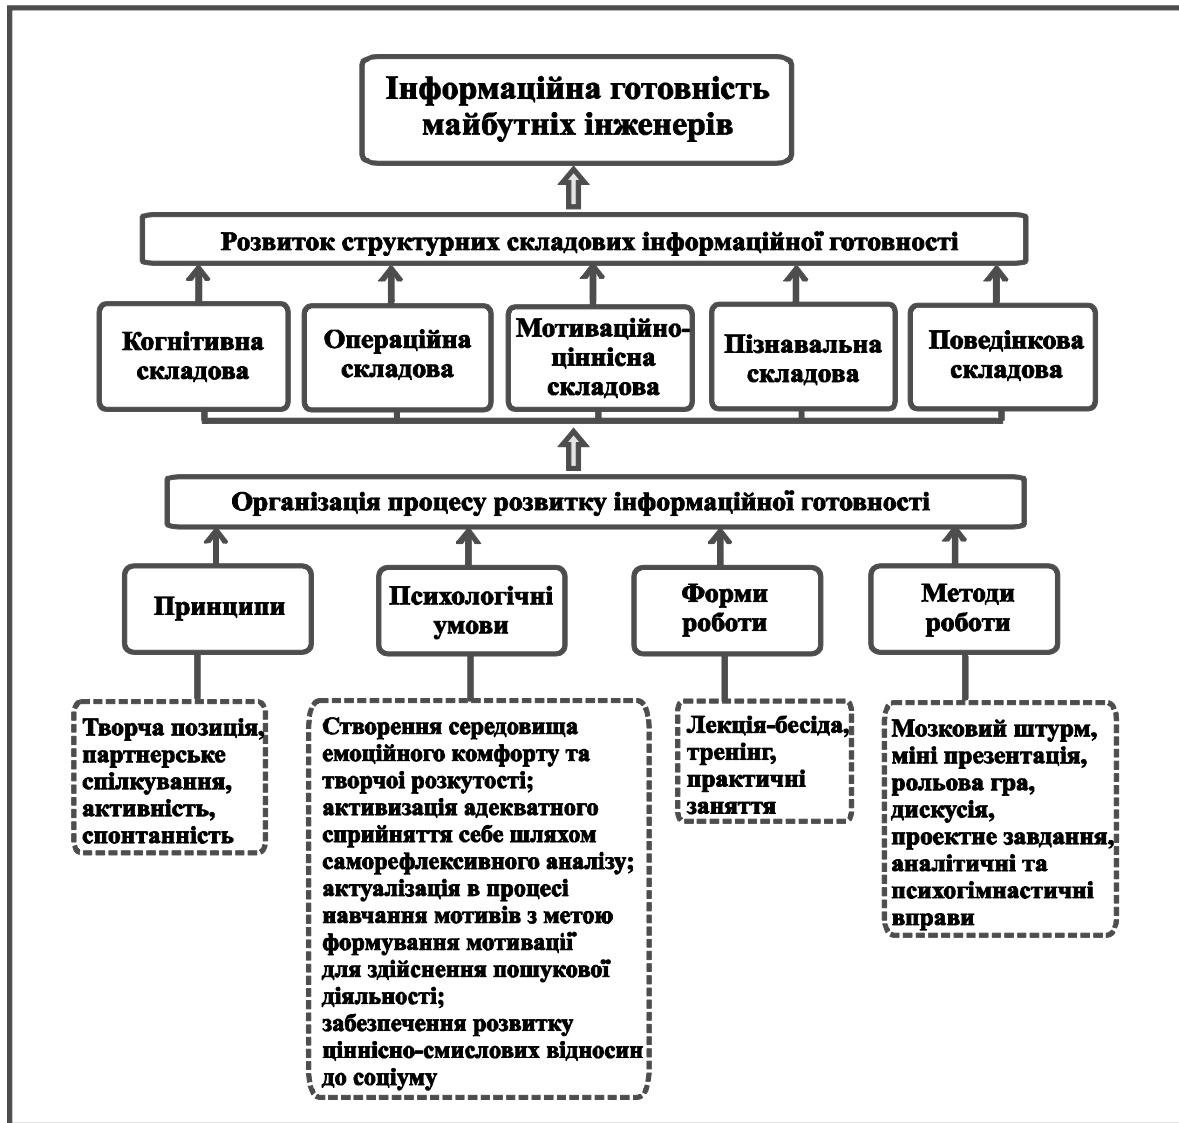 Інформаційна готовність
майбутніх інженерів
Розвиток структурних складових інформаційної готовності
Когнитивна
складова
Операційна
складова
Мотиваційно-
ціннісна
складова
Пізнавальна
складова
Поведінкова
складова
Організація процесу розвитку інформаційної готовності
Принципи
Психологічні
умови
Форми
роботи
Методи
роботи
Творча позиція,
партнерське
спілкування,
активність,
спонтанність
Створення середовища
емоційного комфорту та
творчої розкутості;
активизація адекватного
сприйняття себе шляхом
саморефлексивного аналізу;
актуалізація в процесі
навчання мотивів з метою
формування мотивації
для здійснення пошукової
діяльності;
забезпечення розвитку
ціннісно-смислових відносин
до соціуму
Лекція-бесіда,
тренінг,
практичні
заняття
Мозковий штурм,
міні презентація,
рольова гра,
дискусія,
проектне завдання,
аналітичні та
психогімнастичні
вправи